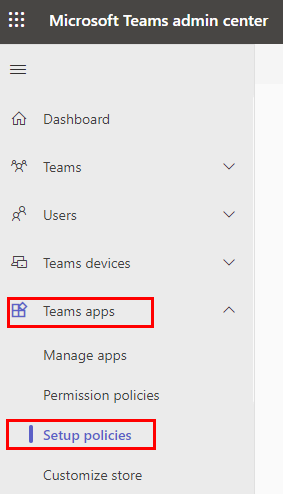 Microsoft Teams admin center
Dashboard
Teams
Users
Teams devices
Teams apps
Manage apps
Permission policies
Setup policies
Customize store